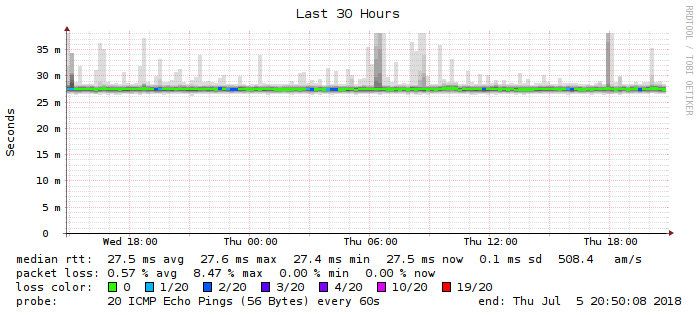 Last 30 Hours
RRDTOOL / TOBI OETIKER
Seconds
35 m
30 m
25 m
20 m
15 m
10 m
5 m
0
Wed 18:00 Thu 00:00 Thu 06:00 Thu 12:00 Thu 18:00
median rtt: 27.5 ms avg 27.6 ms max 27.4 ms min 27.5 ms now 0.1 ms sd 508.4 am/s
packet loss: 0.57 % avg 8.47 % max 0.00 % min 0.00 % now
loss color: 0 1/20 2/20 3/20 4/20 10/20 19/20
probe: 20 ICMP Echo Pings (56 Bytes) every 60s end: Thu Jul 5 20:50:08 2018